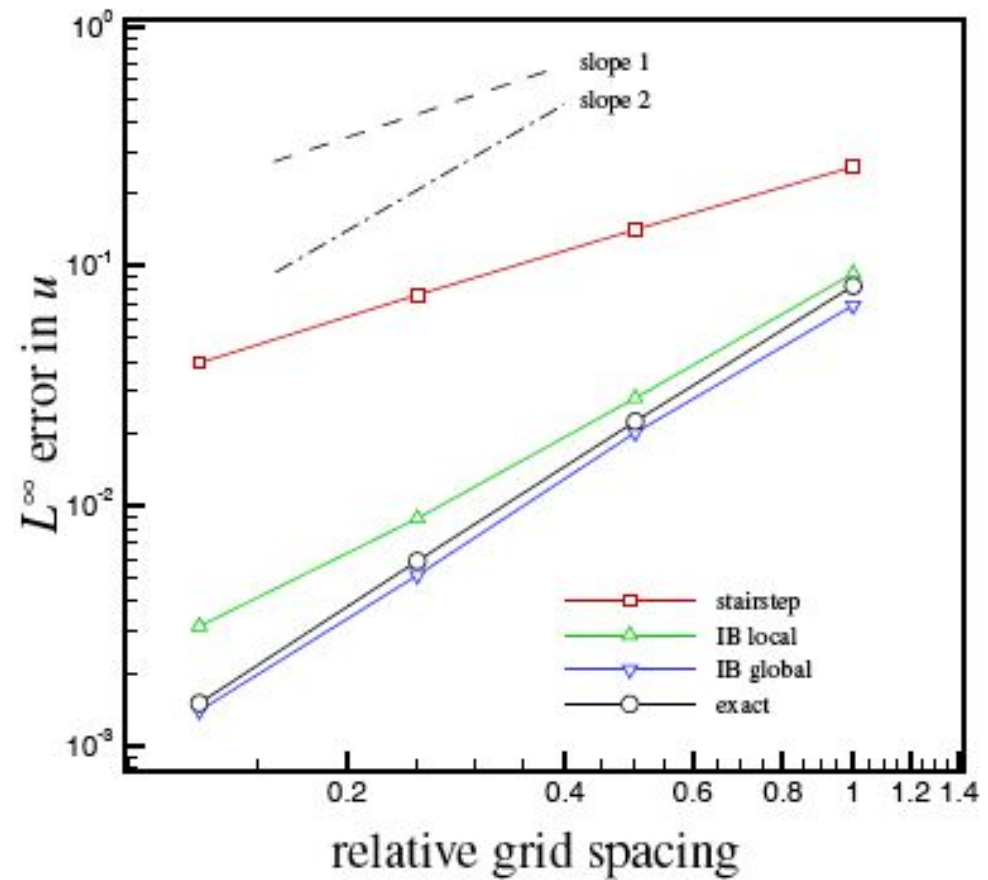 10⁰
slope 1
slope 2
10⁻¹
L∞ error in u
10⁻²
stairstep
IB local
IB global
exact
10⁻³
0.2 0.4 0.6 0.8 1 1.2 1.4
relative grid spacing